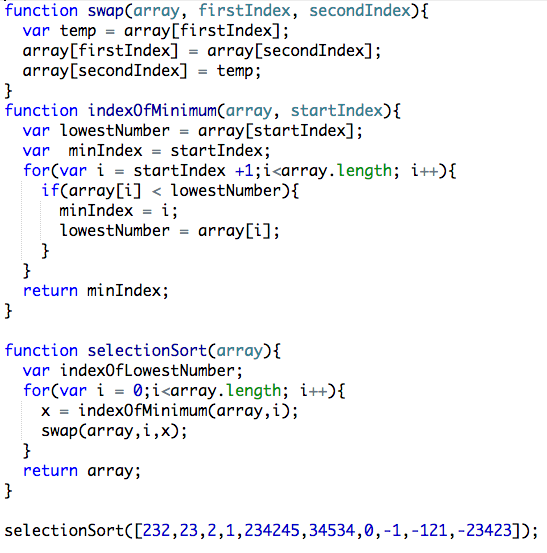 function swap(array, firstIndex, secondIndex){
  var temp = array[firstIndex];
  array[firstIndex] = array[secondIndex];
  array[secondIndex] = temp;
}
function indexOfMinimum(array, startIndex){
  var lowestNumber = array[startIndex];
  var  minIndex = startIndex;
  for(var i = startIndex +1;i<array.length; i++){
    if(array[i] < lowestNumber){
      minIndex = i;
      lowestNumber = array[i];
    }
  }
  return minIndex;
}

function selectionSort(array){
  var indexOfLowestNumber;
  for(var i = 0;i<array.length; i++){
    x = indexOfMinimum(array,i);
    swap(array,i,x);
  }
  return array;
}

selectionSort([232,23,2,1,234245,34534,0,-1,-121,-23423]);